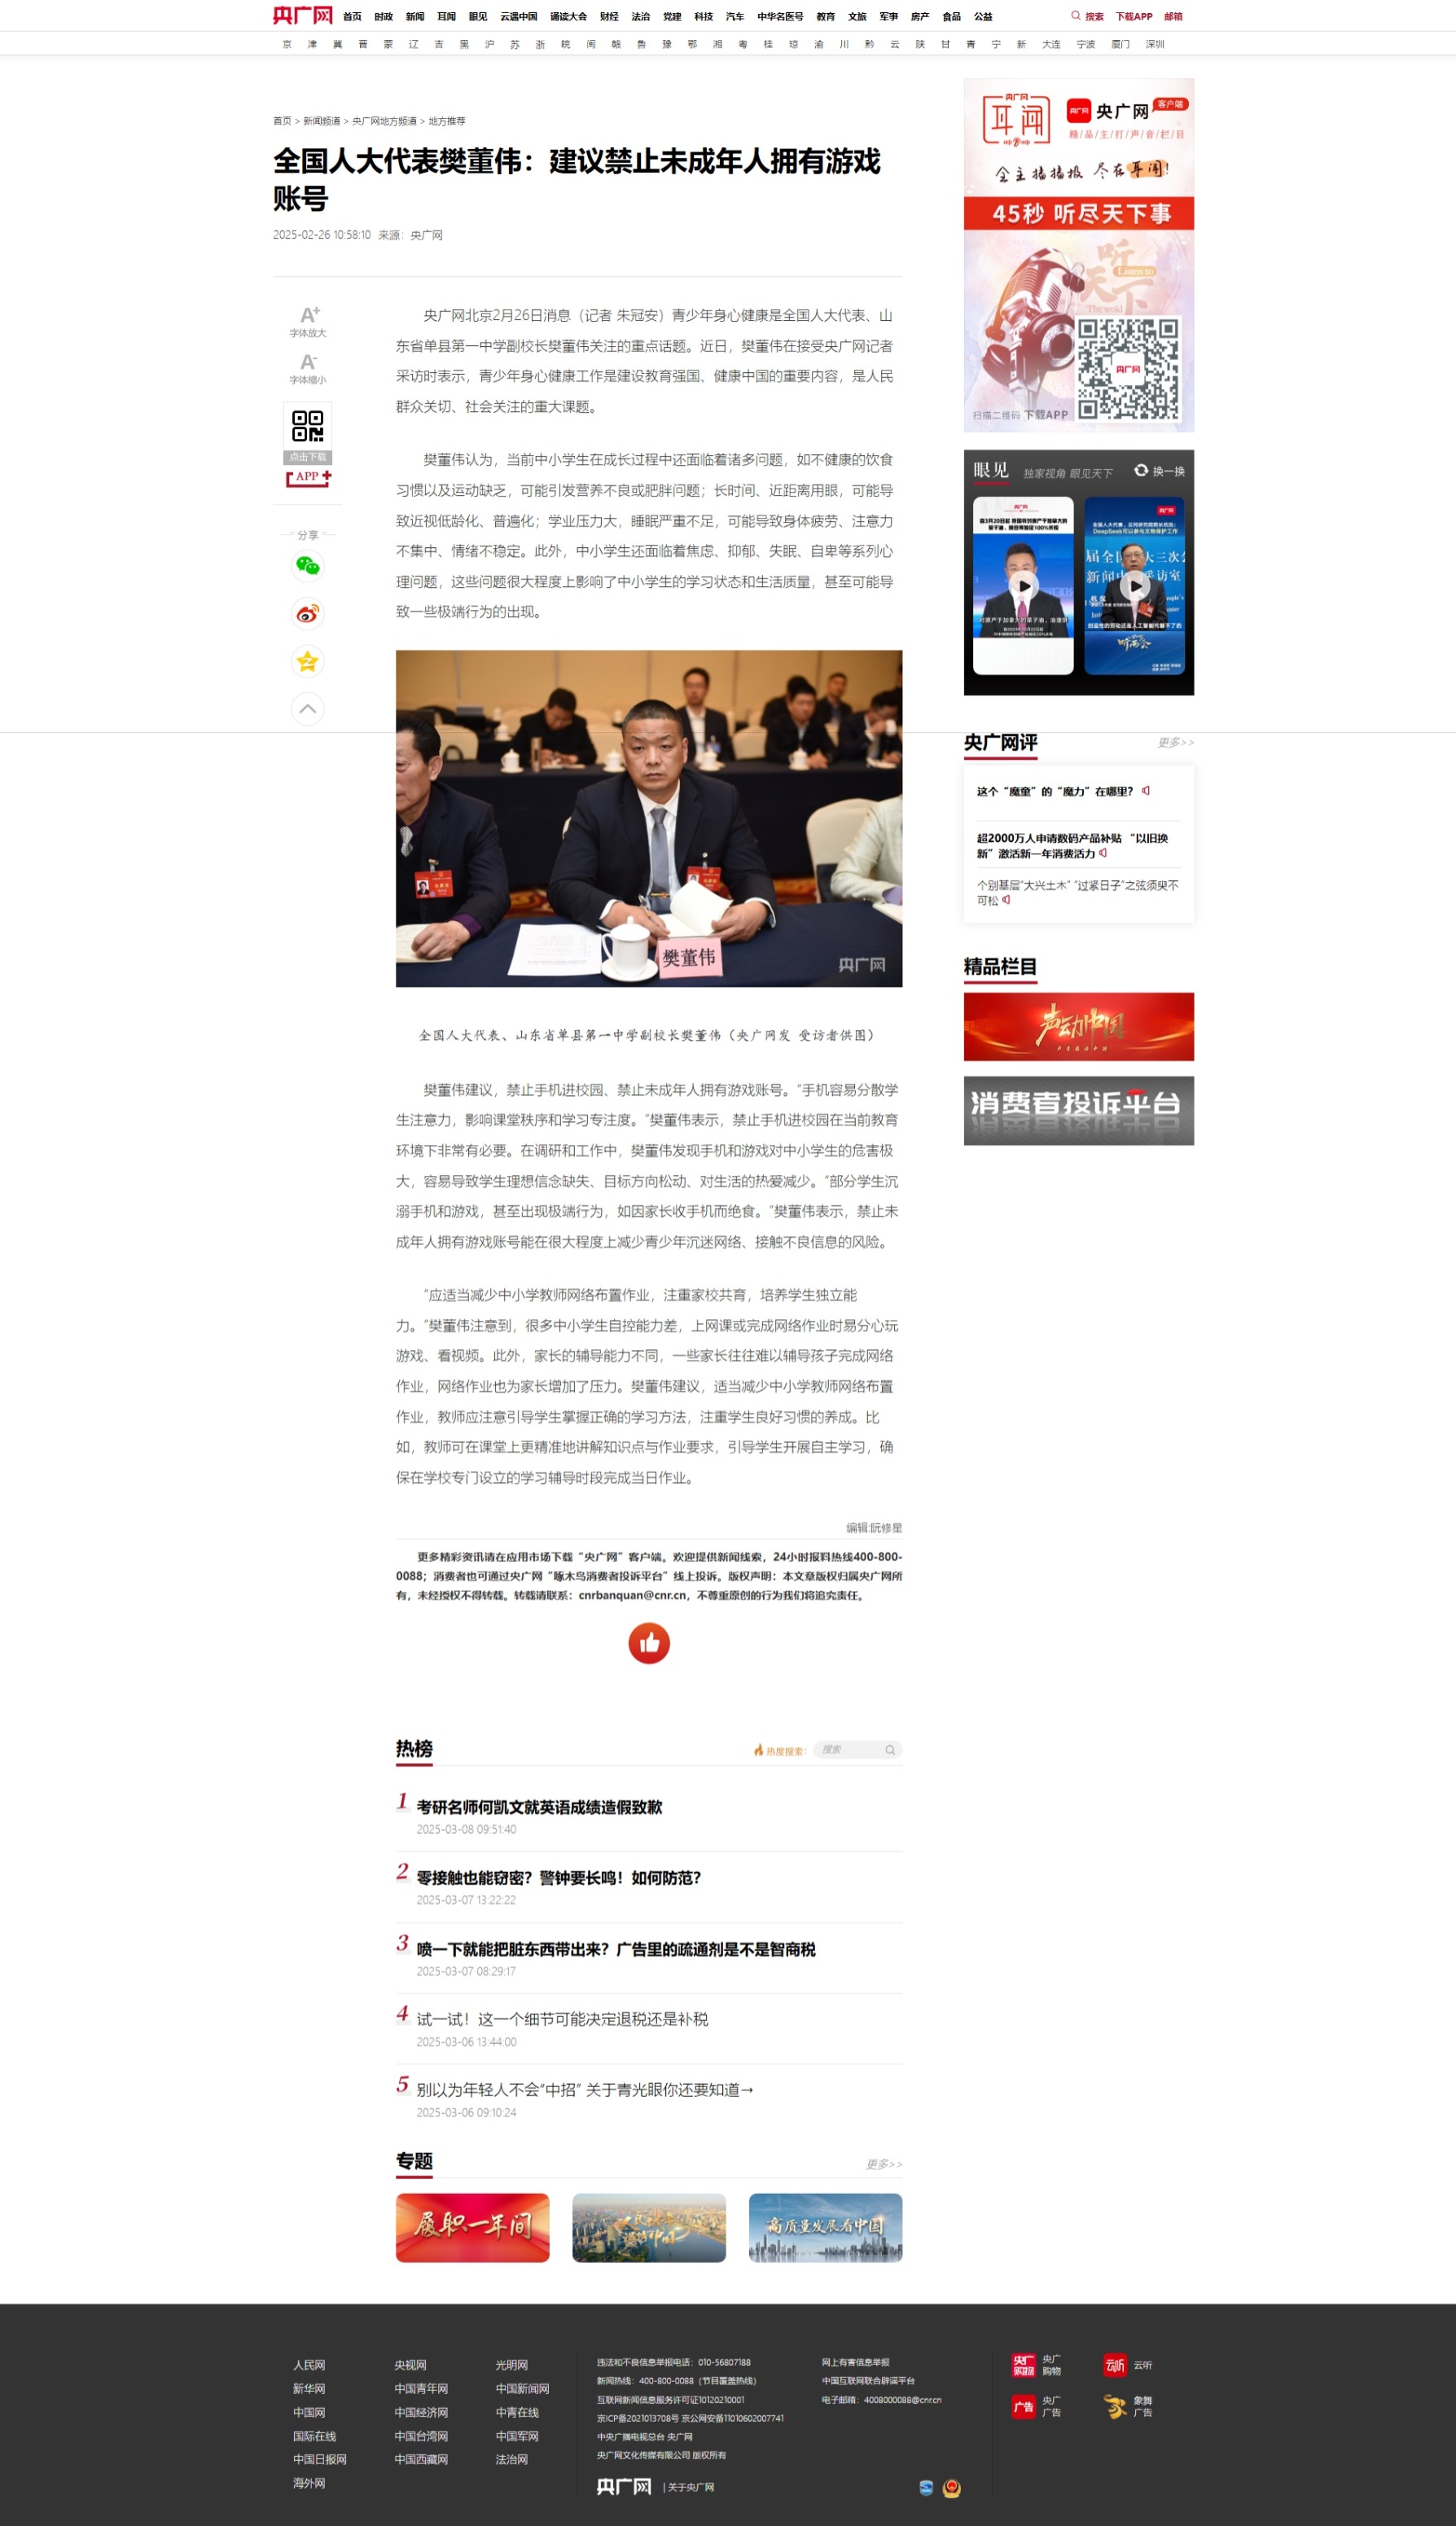 央广网 首页 时政 新闻 耳闻 眼见 云遇中国 诵读大会 财经 法治 党建 科技 汽车 中华名医号 教育 文旅 军事 房产 食品 公益 搜索 下载APP 邮箱
京 津 冀 晋 蒙 辽 吉 黑 沪 苏 浙 皖 闽 赣 鲁 豫 鄂 湘 粤 桂 琼 渝 川 黔 云 陕 甘 青 宁 新 大连 宁波 厦门 深圳
首页 > 新闻频道 > 央广网地方频道 > 地方推荐
全国人大代表樊董伟：建议禁止未成年人拥有游戏
账号
2025-02-26 10:58:10 来源：央广网
A+
字体放大
A-
字体缩小
点击下载
APP +
分享
央广网北京2月26日消息（记者 朱冠安）青少年身心健康是全国人大代表、山
东省单县第一中学副校长樊董伟关注的重点话题。近日，樊董伟在接受央广网记者
采访时表示，青少年身心健康工作是建设教育强国、健康中国的重要内容，是人民
群众关切、社会关注的重大课题。
樊董伟认为，当前中小学生在成长过程中还面临着诸多问题，如不健康的饮食
习惯以及运动缺乏，可能引发营养不良或肥胖问题；长时间、近距离用眼，可能导
致近视低龄化、普遍化；学业压力大，睡眠严重不足，可能导致身体疲劳、注意力
不集中、情绪不稳定。此外，中小学生还面临着焦虑、抑郁、失眠、自卑等系列心
理问题，这些问题很大程度上影响了中小学生的学习状态和生活质量，甚至可能导
致一些极端行为的出现。
樊董伟
央广网
全国人大代表、山东省单县第一中学副校长樊董伟（央广网发 受访者供图）
樊董伟建议，禁止手机进校园、禁止未成年人拥有游戏账号。“手机容易分散学
生注意力，影响课堂秩序和学习专注度。”樊董伟表示，禁止手机进校园在当前教育
环境下非常有必要。在调研和工作中，樊董伟发现手机和游戏对中小学生的危害极
大，容易导致学生理想信念缺失、目标方向松动、对生活的热爱减少。“部分学生沉
溺手机和游戏，甚至出现极端行为，如因家长收手机而绝食。”樊董伟表示，禁止未
成年人拥有游戏账号能在很大程度上减少青少年沉迷网络、接触不良信息的风险。
“应适当减少中小学教师网络布置作业，注重家校共育，培养学生独立能
力。”樊董伟注意到，很多中小学生自控能力差，上网课或完成网络作业时易分心玩
游戏、看视频。此外，家长的辅导能力不同，一些家长往往难以辅导孩子完成网络
作业，网络作业也为家长增加了压力。樊董伟建议，适当减少中小学教师网络布置
作业，教师应注意引导学生掌握正确的学习方法，注重学生良好习惯的养成。比
如，教师可在课堂上更精准地讲解知识点与作业要求，引导学生开展自主学习，确
保在学校专门设立的学习辅导时段完成当日作业。
编辑:阮修星
更多精彩资讯请在应用市场下载“央广网”客户端。欢迎提供新闻线索，24小时报料热线400-800-
0088；消费者也可通过央广网“啄木鸟消费者投诉平台”线上投诉。版权声明：本文章版权归属央广网所
有，未经授权不得转载。转载请联系：cnrbanquan@cnr.cn，不尊重原创的行为我们将追究责任。
热榜
热度搜索： 搜索
1 考研名师何凯文就英语成绩造假致歉
2025-03-08 09:51:40
2 零接触也能窃密？警钟要长鸣！如何防范？
2025-03-07 13:22:22
3 喷一下就能把脏东西带出来？广告里的疏通剂是不是智商税
2025-03-07 08:29:17
4 试一试！这一个细节可能决定退税还是补税
2025-03-06 13:44:00
5 别以为年轻人不会“中招” 关于青光眼你还要知道→
2025-03-06 09:10:24
专题
更多>>
履职一年间
高质量发展看中国
央广网
耳闻
央广网
央广网 客户端
精/品/主/打/声/音/栏/目
全主播播报 尽在耳闻!
45秒 听尽天下事
听天下
Listen to
The world
央广网
扫描二维码 下载APP
眼见 独家视角 眼见天下 换一换
央广网评
更多>>
这个“魔童”的“魔力”在哪里？
超2000万人申请数码产品补贴 “以旧换
新”激活新一年消费活力
个别基层“大兴土木” “过紧日子”之弦须臾不
可松
精品栏目
声动中国
消费者投诉平台
人民网 央视网 光明网
新华网 中国青年网 中国新闻网
中国网 中国经济网 中青在线
国际在线 中国台湾网 中国军网
中国日报网 中国西藏网 法治网
海外网
违法和不良信息举报电话：010-56807188
新闻热线：400-800-0088（节目覆盖热线）
互联网新闻信息服务许可证10120210001
京ICP备2021013708号 京公网安备11010602007741
中央广播电视总台 央广网
央广网文化传媒有限公司 版权所有
央广网 | 关于央广网
网上有害信息举报
中国互联网联合辟谣平台
电子邮箱：4008000088@cnr.cn
央广购物 央广
购物
云听 云听
广告 央广
广告
象舞
广告